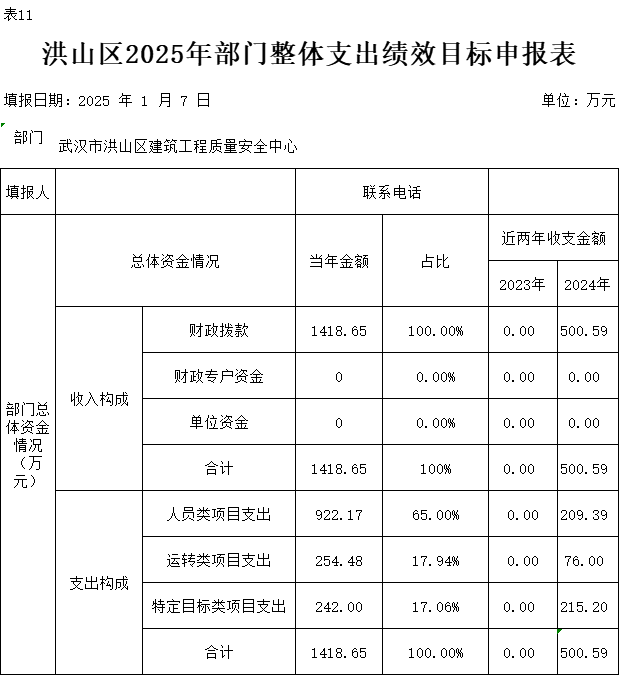 表11
洪山区2025年部门整体支出绩效目标申报表
填报日期：2025 年 1 月 7 日 单位：万元
部门 武汉市洪山区建筑工程质量安全中心
填报人 联系电话
总体资金情况 当年金额 占比 近两年收支金额
2023年 2024年
部门总体资金情况（万元）
收入构成
财政拨款 1418.65 100.00% 0.00 500.59
财政专户资金 0 0.00% 0.00 0.00
单位资金 0 0.00% 0.00 0.00
合计 1418.65 100% 0.00 500.59
支出构成
人员类项目支出 922.17 65.00% 0.00 209.39
运转类项目支出 254.48 17.94% 0.00 76.00
特定目标类项目支出 242.00 17.06% 0.00 215.20
合计 1418.65 100.00% 0.00 500.59